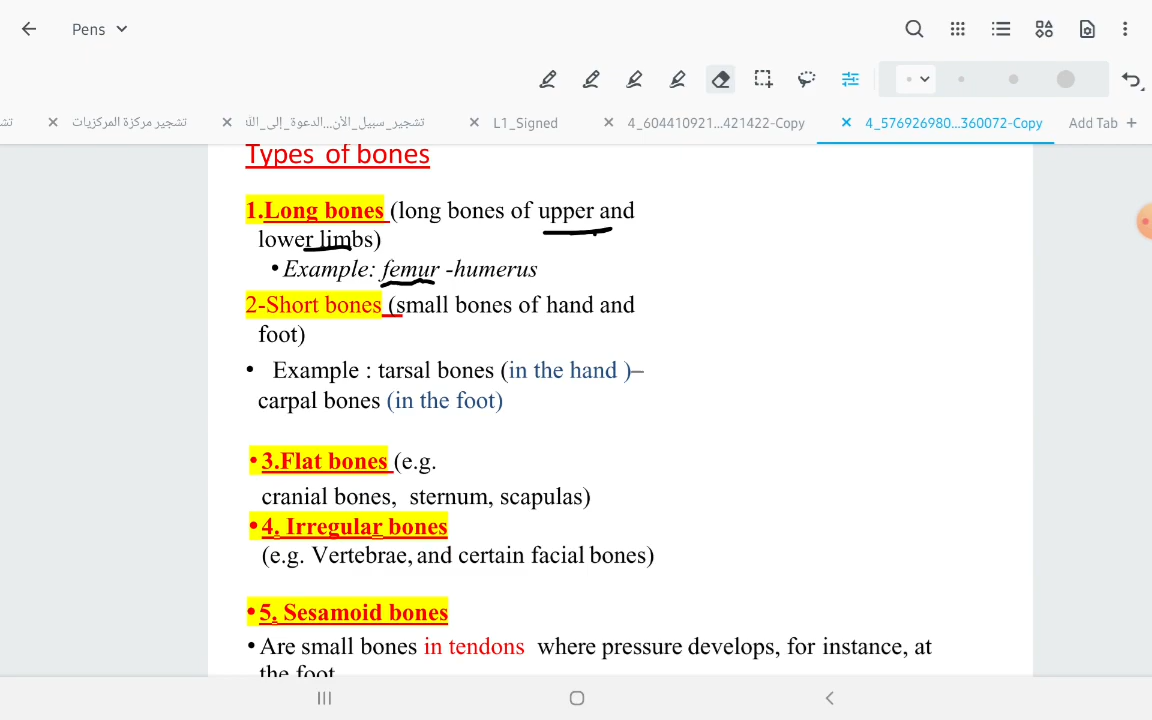 Pens
تشجير مركزة المركزيات
تشجير_سبيل_الأن...الدعوة_إلى_الله
L1_Signed
4_604410921...421422-Copy
4_576926980...360072-Copy
Add Tab +
Types of bones
1.Long bones (long bones of upper and
lower limbs)
• Example: femur -humerus
2-Short bones (small bones of hand and
foot)
• Example : tarsal bones (in the hand )–
carpal bones (in the foot)
• 3.Flat bones (e.g.
cranial bones, sternum, scapulas)
• 4. Irregular bones
(e.g. Vertebrae, and certain facial bones)
• 5. Sesamoid bones
• Are small bones in tendons where pressure develops, for instance, at
the foot